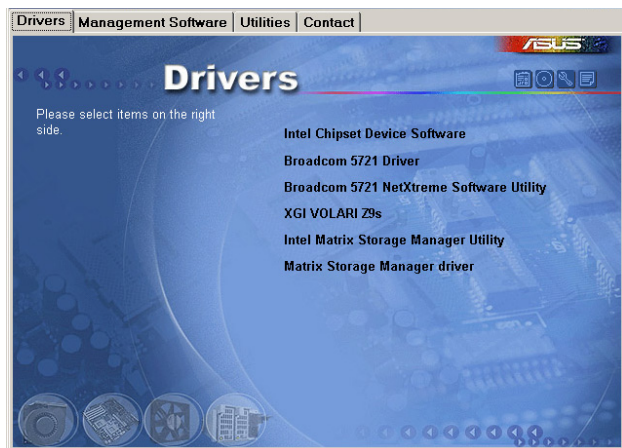 Drivers Management Software Utilities Contact
ASUS
Drivers
Please select items on the right
side.
Intel Chipset Device Software
Broadcom 5721 Driver
Broadcom 5721 NetXtreme Software Utility
XGI VOLARI Z9s
Intel Matrix Storage Manager Utility
Matrix Storage Manager driver